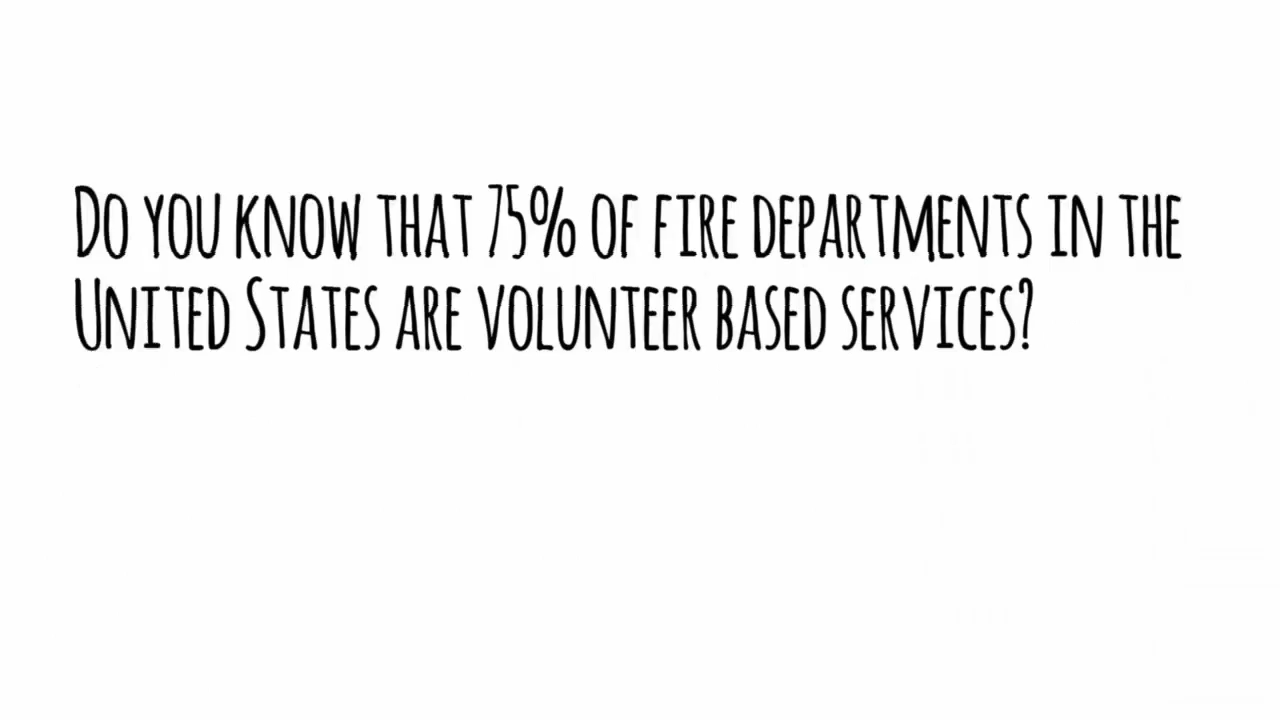 Do you know that 75% of fire departments in the
United States are volunteer based services?